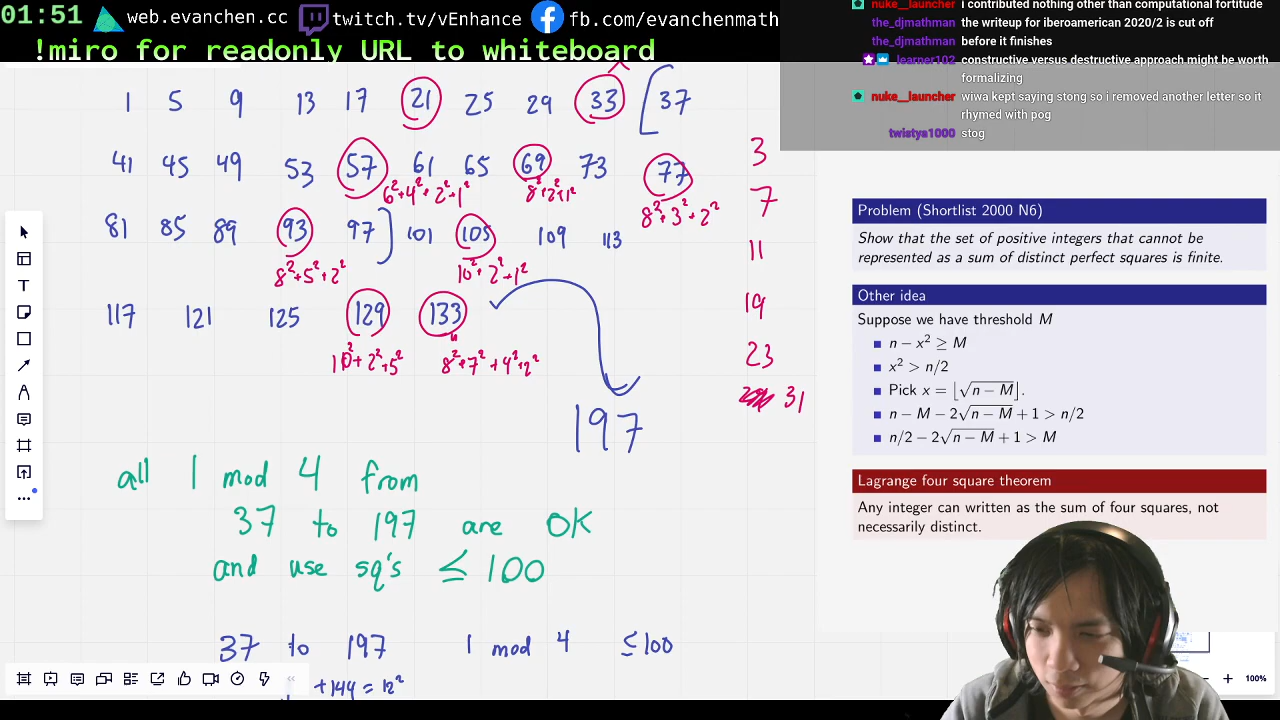 01:51
web.evanchen.cc
twitch.tv/vEnhance
fb.com/evanchenmath
!miro for readonly URL to whiteboard
nuke__launcher i contributed nothing other than computational fortitude
the_djmathman the writeup for iberoamerican 2020/2 is cut off
the_djmathman before it finishes
learner102 constructive versus destructive approach might be worth
formalizing
nuke__launcher wiwa kept saying stong so i removed another letter so it
rhymed with pog
twistya1000 stog
1 5 9 13 17 21 25 29 33 [ 37
41 45 49 53 57 61 65 69 73 77
6²+4²+2²+1²
8²+2²+1²
8²+3²+2²
81 85 89 93 97 ] 101 105 109 113
8²+5²+2²
10²+2²+1²
117 121 125 129 133
10²+2²+5²
8²+7²+4²+2²
197
3
7
11
19
23
31
all 1 mod 4 from
37 to 197 are OK
and use sq's ≤ 100
37 to 197 1 mod 4 ≤100
+144 = 12²
Problem (Shortlist 2000 N6)
Show that the set of positive integers that cannot be
represented as a sum of distinct perfect squares is finite.
Other idea
Suppose we have threshold M
n − x² ≥ M
x² > n/2
Pick x = ⌊√n − M⌋.
n − M − 2√n − M + 1 > n/2
n/2 − 2√n − M + 1 > M
Lagrange four square theorem
Any integer can written as the sum of four squares, not
necessarily distinct.
100%